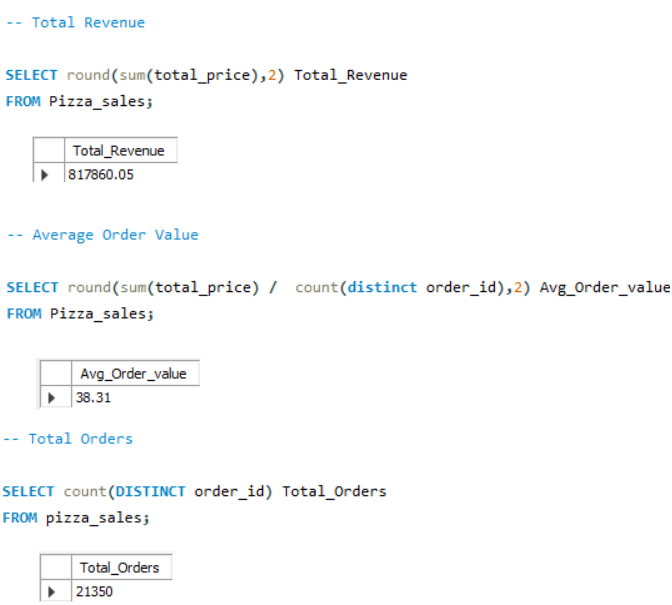 -- Total Revenue
SELECT round(sum(total_price),2) Total_Revenue
FROM Pizza_sales;
Total_Revenue
817860.05
-- Average Order Value
SELECT round(sum(total_price) /  count(distinct order_id),2) Avg_Order_value
FROM Pizza_sales;
Avg_Order_value
38.31
-- Total Orders
SELECT count(DISTINCT order_id) Total_Orders
FROM pizza_sales;
Total_Orders
21350